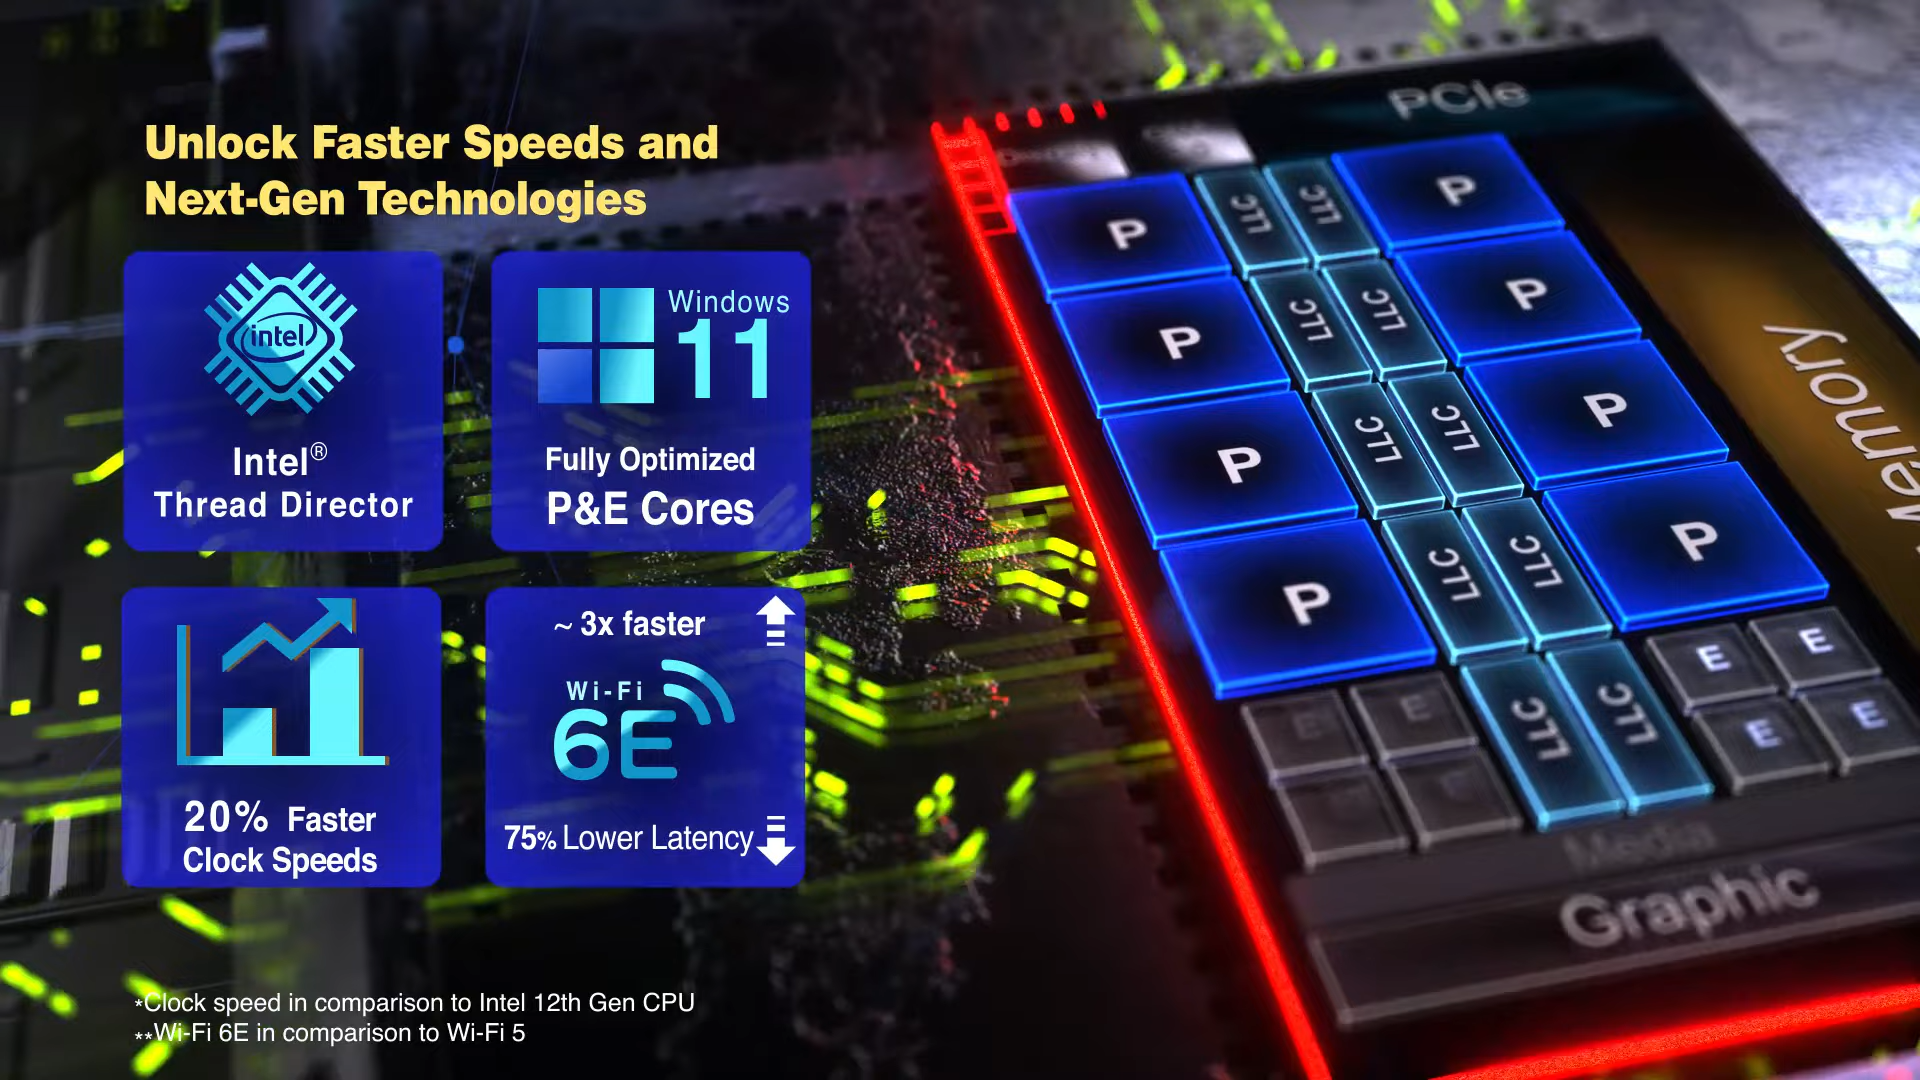 Unlock Faster Speeds and
Next-Gen Technologies
intel
Intel®
Thread Director
Windows
11
Fully Optimized
P&E Cores
20% Faster
Clock Speeds
~ 3x faster
Wi-Fi
6E
75% Lower Latency
*Clock speed in comparison to Intel 12th Gen CPU
**Wi-Fi 6E in comparison to Wi-Fi 5
PCIe
P LLC LLC P
P LLC LLC P
P LLC LLC P
P LLC LLC P
E E LLC LLC E E
E E
Memory
Media
Graphic